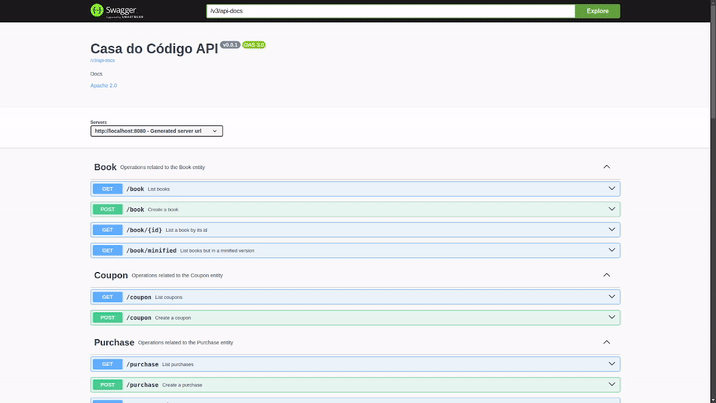 Swagger
Supported by SMARTBEAR
/v3/api-docs
Explore
Casa do Código API v0.0.1 OAS 3.0
/v3/api-docs
Docs
Apache 2.0
Servers
http://localhost:8080 - Generated server url
Book Operations related to the Book entity
GET /book List books
POST /book Create a book
GET /book/{id} List a book by its id
GET /book/minified List books but in a minified version
Coupon Operations related to the Coupon entity
GET /coupon List coupons
POST /coupon Create a coupon
Purchase Operations related to the Purchase entity
GET /purchase List purchases
POST /purchase Create a purchase